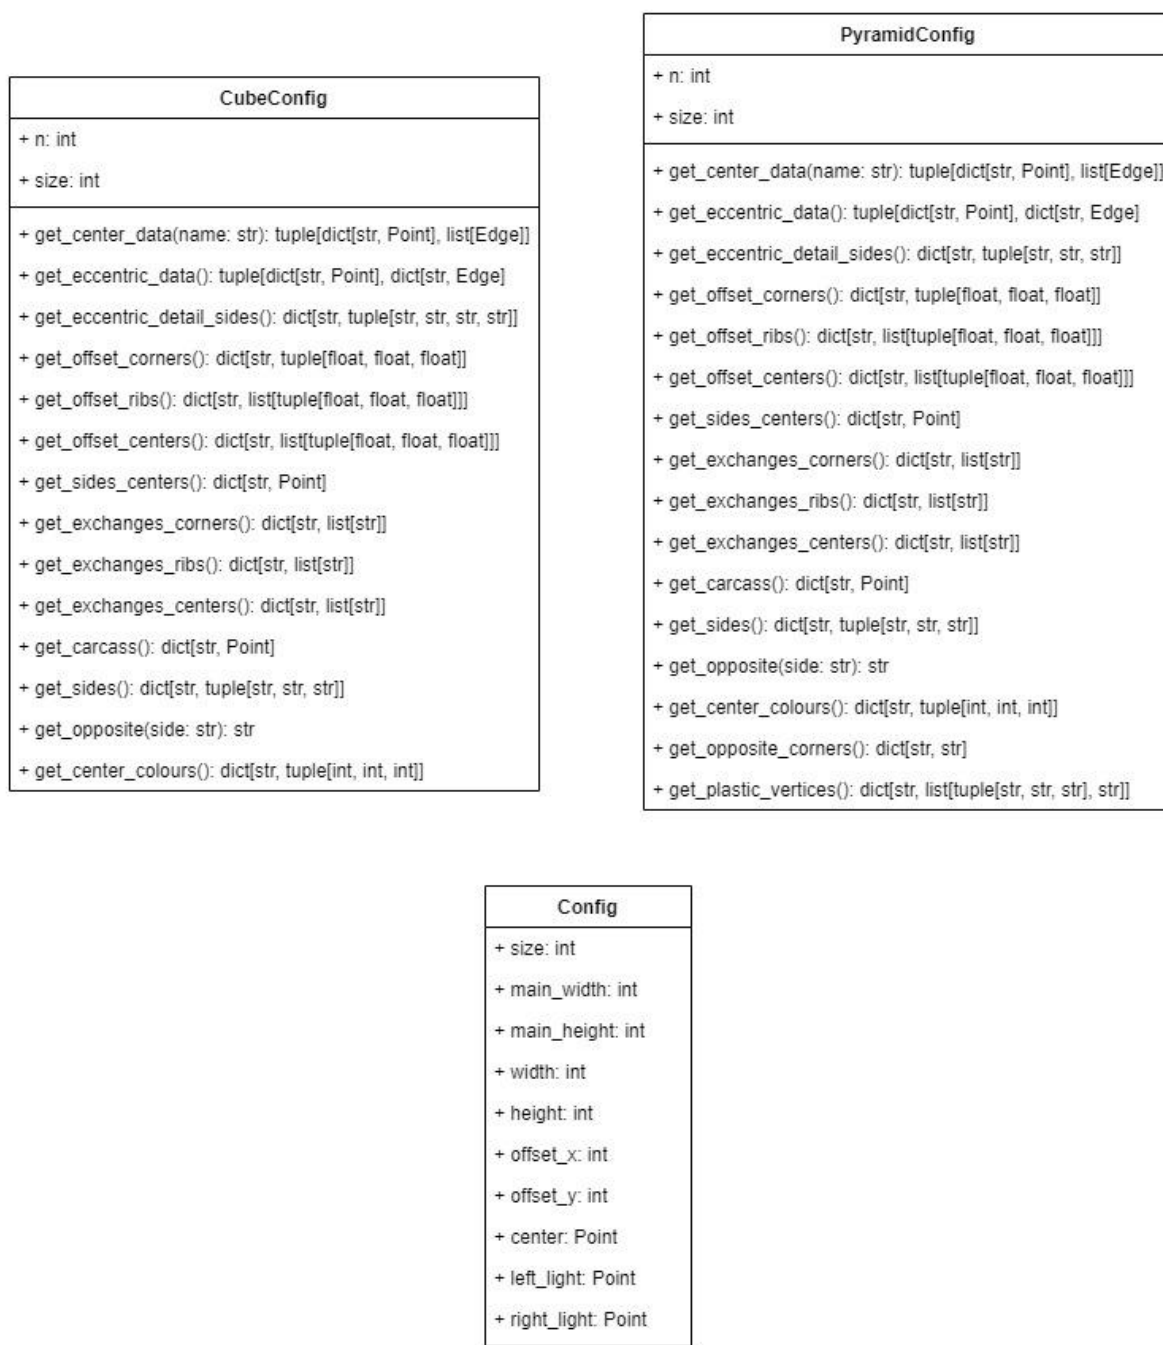 CubeConfig
+ n: int
+ size: int
+ get_center_data(name: str): tuple[dict[str, Point], list[Edge]]
+ get_eccentric_data(): tuple[dict[str, Point], dict[str, Edge]
+ get_eccentric_detail_sides(): dict[str, tuple[str, str, str, str]]
+ get_offset_corners(): dict[str, tuple[float, float, float]]
+ get_offset_ribs(): dict[str, list[tuple[float, float, float]]]
+ get_offset_centers(): dict[str, list[tuple[float, float, float]]]
+ get_sides_centers(): dict[str, Point]
+ get_exchanges_corners(): dict[str, list[str]]
+ get_exchanges_ribs(): dict[str, list[str]]
+ get_exchanges_centers(): dict[str, list[str]]
+ get_carcass(): dict[str, Point]
+ get_sides(): dict[str, tuple[str, str, str]]
+ get_opposite(side: str): str
+ get_center_colours(): dict[str, tuple[int, int, int]]
PyramidConfig
+ n: int
+ size: int
+ get_center_data(name: str): tuple[dict[str, Point], list[Edge]]
+ get_eccentric_data(): tuple[dict[str, Point], dict[str, Edge]
+ get_eccentric_detail_sides(): dict[str, tuple[str, str, str]]
+ get_offset_corners(): dict[str, tuple[float, float, float]]
+ get_offset_ribs(): dict[str, list[tuple[float, float, float]]]
+ get_offset_centers(): dict[str, list[tuple[float, float, float]]]
+ get_sides_centers(): dict[str, Point]
+ get_exchanges_corners(): dict[str, list[str]]
+ get_exchanges_ribs(): dict[str, list[str]]
+ get_exchanges_centers(): dict[str, list[str]]
+ get_carcass(): dict[str, Point]
+ get_sides(): dict[str, tuple[str, str, str]]
+ get_opposite(side: str): str
+ get_center_colours(): dict[str, tuple[int, int, int]]
+ get_opposite_corners(): dict[str, str]
+ get_plastic_vertices(): dict[str, list[tuple[str, str, str], str]]
Config
+ size: int
+ main_width: int
+ main_height: int
+ width: int
+ height: int
+ offset_x: int
+ offset_y: int
+ center: Point
+ left_light: Point
+ right_light: Point